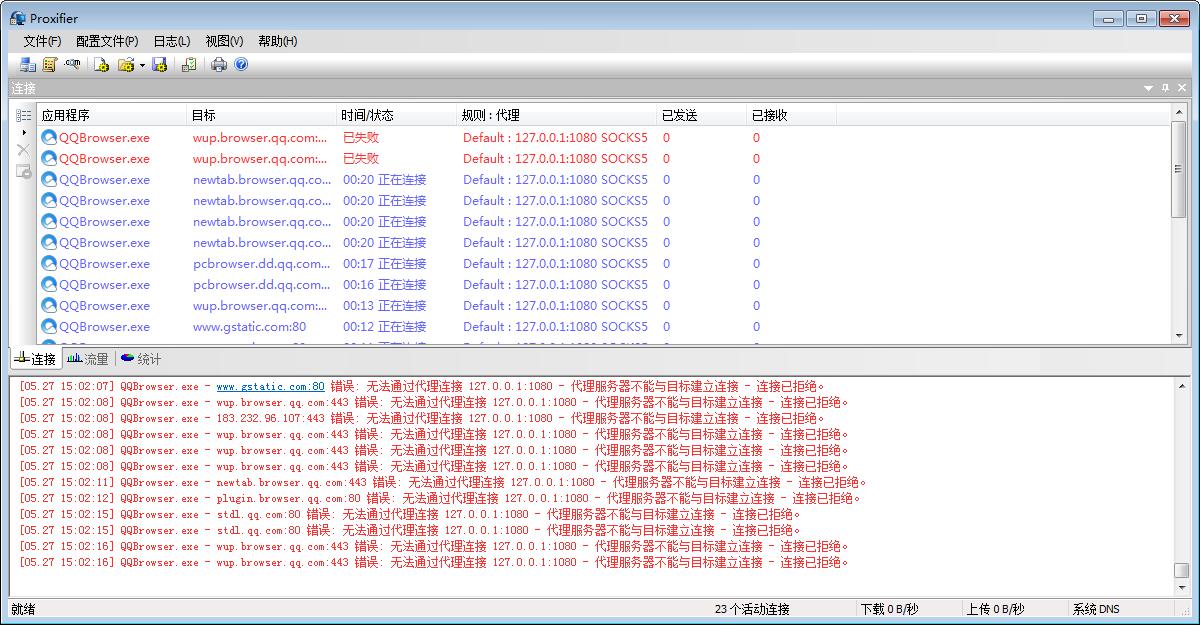 Proxifier
文件(F) 配置文件(P) 日志(L) 视图(V) 帮助(H)
连接
应用程序 目标 时间/状态 规则 : 代理 已发送 已接收
QQBrowser.exe wup.browser.qq.com:... 已失败 Default : 127.0.0.1:1080 SOCKS5 0 0
QQBrowser.exe wup.browser.qq.com:... 已失败 Default : 127.0.0.1:1080 SOCKS5 0 0
QQBrowser.exe newtab.browser.qq.co... 00:20 正在连接 Default : 127.0.0.1:1080 SOCKS5 0 0
QQBrowser.exe newtab.browser.qq.co... 00:20 正在连接 Default : 127.0.0.1:1080 SOCKS5 0 0
QQBrowser.exe newtab.browser.qq.co... 00:20 正在连接 Default : 127.0.0.1:1080 SOCKS5 0 0
QQBrowser.exe newtab.browser.qq.co... 00:20 正在连接 Default : 127.0.0.1:1080 SOCKS5 0 0
QQBrowser.exe pcbrowser.dd.qq.com... 00:17 正在连接 Default : 127.0.0.1:1080 SOCKS5 0 0
QQBrowser.exe pcbrowser.dd.qq.com... 00:16 正在连接 Default : 127.0.0.1:1080 SOCKS5 0 0
QQBrowser.exe wup.browser.qq.com:... 00:13 正在连接 Default : 127.0.0.1:1080 SOCKS5 0 0
QQBrowser.exe www.gstatic.com:80 00:12 正在连接 Default : 127.0.0.1:1080 SOCKS5 0 0
连接 流量 统计
[05.27 15:02:07] QQBrowser.exe - www.gstatic.com:80 错误: 无法通过代理连接 127.0.0.1:1080 - 代理服务器不能与目标建立连接 - 连接已拒绝。
[05.27 15:02:08] QQBrowser.exe - wup.browser.qq.com:443 错误: 无法通过代理连接 127.0.0.1:1080 - 代理服务器不能与目标建立连接 - 连接已拒绝。
[05.27 15:02:08] QQBrowser.exe - 183.232.96.107:443 错误: 无法通过代理连接 127.0.0.1:1080 - 代理服务器不能与目标建立连接 - 连接已拒绝。
[05.27 15:02:08] QQBrowser.exe - wup.browser.qq.com:443 错误: 无法通过代理连接 127.0.0.1:1080 - 代理服务器不能与目标建立连接 - 连接已拒绝。
[05.27 15:02:08] QQBrowser.exe - wup.browser.qq.com:443 错误: 无法通过代理连接 127.0.0.1:1080 - 代理服务器不能与目标建立连接 - 连接已拒绝。
[05.27 15:02:08] QQBrowser.exe - wup.browser.qq.com:443 错误: 无法通过代理连接 127.0.0.1:1080 - 代理服务器不能与目标建立连接 - 连接已拒绝。
[05.27 15:02:11] QQBrowser.exe - newtab.browser.qq.com:443 错误: 无法通过代理连接 127.0.0.1:1080 - 代理服务器不能与目标建立连接 - 连接已拒绝。
[05.27 15:02:12] QQBrowser.exe - plugin.browser.qq.com:80 错误: 无法通过代理连接 127.0.0.1:1080 - 代理服务器不能与目标建立连接 - 连接已拒绝。
[05.27 15:02:15] QQBrowser.exe - stdl.qq.com:80 错误: 无法通过代理连接 127.0.0.1:1080 - 代理服务器不能与目标建立连接 - 连接已拒绝。
[05.27 15:02:15] QQBrowser.exe - stdl.qq.com:80 错误: 无法通过代理连接 127.0.0.1:1080 - 代理服务器不能与目标建立连接 - 连接已拒绝。
[05.27 15:02:16] QQBrowser.exe - wup.browser.qq.com:443 错误: 无法通过代理连接 127.0.0.1:1080 - 代理服务器不能与目标建立连接 - 连接已拒绝。
[05.27 15:02:16] QQBrowser.exe - wup.browser.qq.com:443 错误: 无法通过代理连接 127.0.0.1:1080 - 代理服务器不能与目标建立连接 - 连接已拒绝。
就绪 23 个活动连接 下载 0 B/秒 上传 0 B/秒 系统 DNS